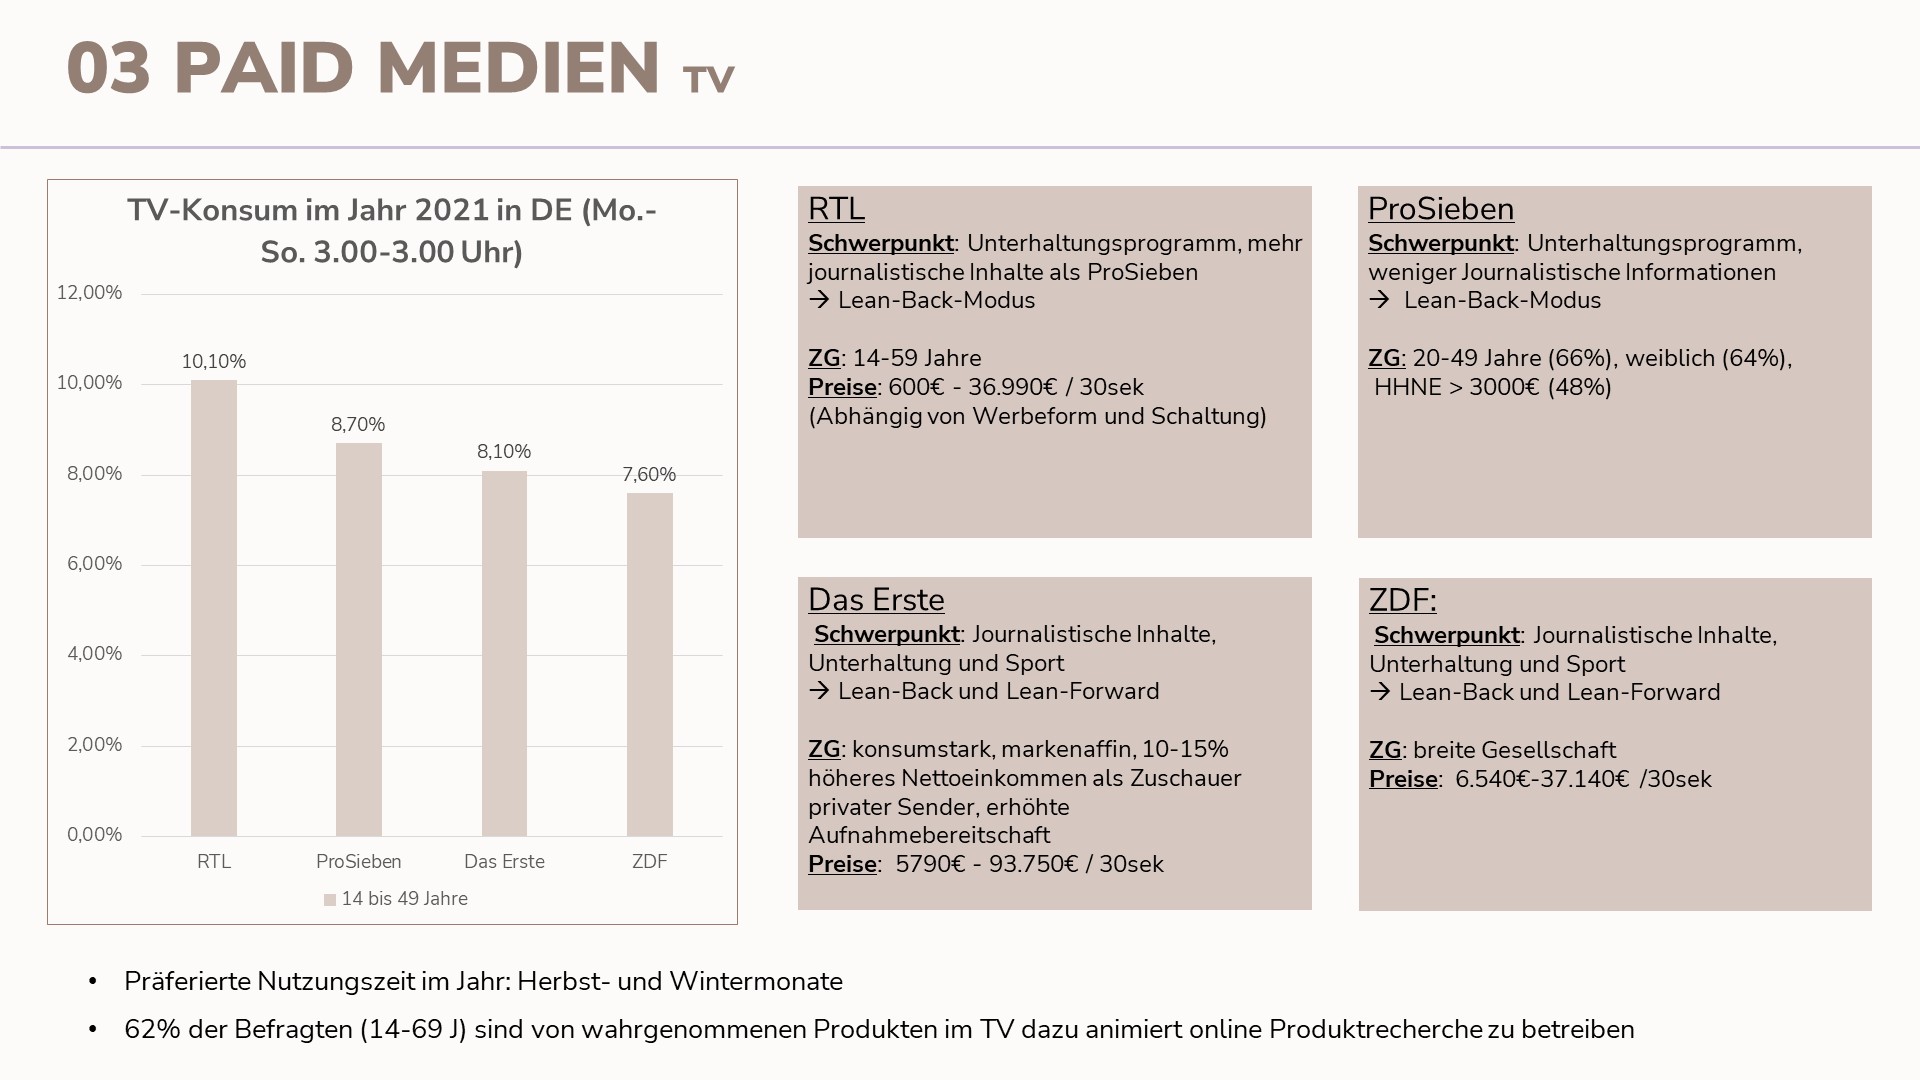 03 PAID MEDIEN TV
TV-Konsum im Jahr 2021 in DE (Mo.-
So. 3.00-3.00 Uhr)
12,00%
10,00%
8,00%
6,00%
4,00%
2,00%
0,00%
10,10%
8,70%
8,10%
7,60%
RTL
ProSieben
Das Erste
ZDF
14 bis 49 Jahre
RTL
Schwerpunkt: Unterhaltungsprogramm, mehr
journalistische Inhalte als ProSieben
→ Lean-Back-Modus
ZG: 14-59 Jahre
Preise: 600€ - 36.990€ / 30sek
(Abhängig von Werbeform und Schaltung)
ProSieben
Schwerpunkt: Unterhaltungsprogramm,
weniger Journalistische Informationen
→ Lean-Back-Modus
ZG: 20-49 Jahre (66%), weiblich (64%),
HHNE > 3000€ (48%)
Das Erste
Schwerpunkt: Journalistische Inhalte,
Unterhaltung und Sport
→ Lean-Back und Lean-Forward
ZG: konsumstark, markenaffin, 10-15%
höheres Nettoeinkommen als Zuschauer
privater Sender, erhöhte
Aufnahmebereitschaft
Preise: 5790€ - 93.750€ / 30sek
ZDF:
Schwerpunkt: Journalistische Inhalte,
Unterhaltung und Sport
→ Lean-Back und Lean-Forward
ZG: breite Gesellschaft
Preise: 6.540€-37.140€ /30sek
• Präferierte Nutzungszeit im Jahr: Herbst- und Wintermonate
• 62% der Befragten (14-69 J) sind von wahrgenommenen Produkten im TV dazu animiert online Produktrecherche zu betreiben